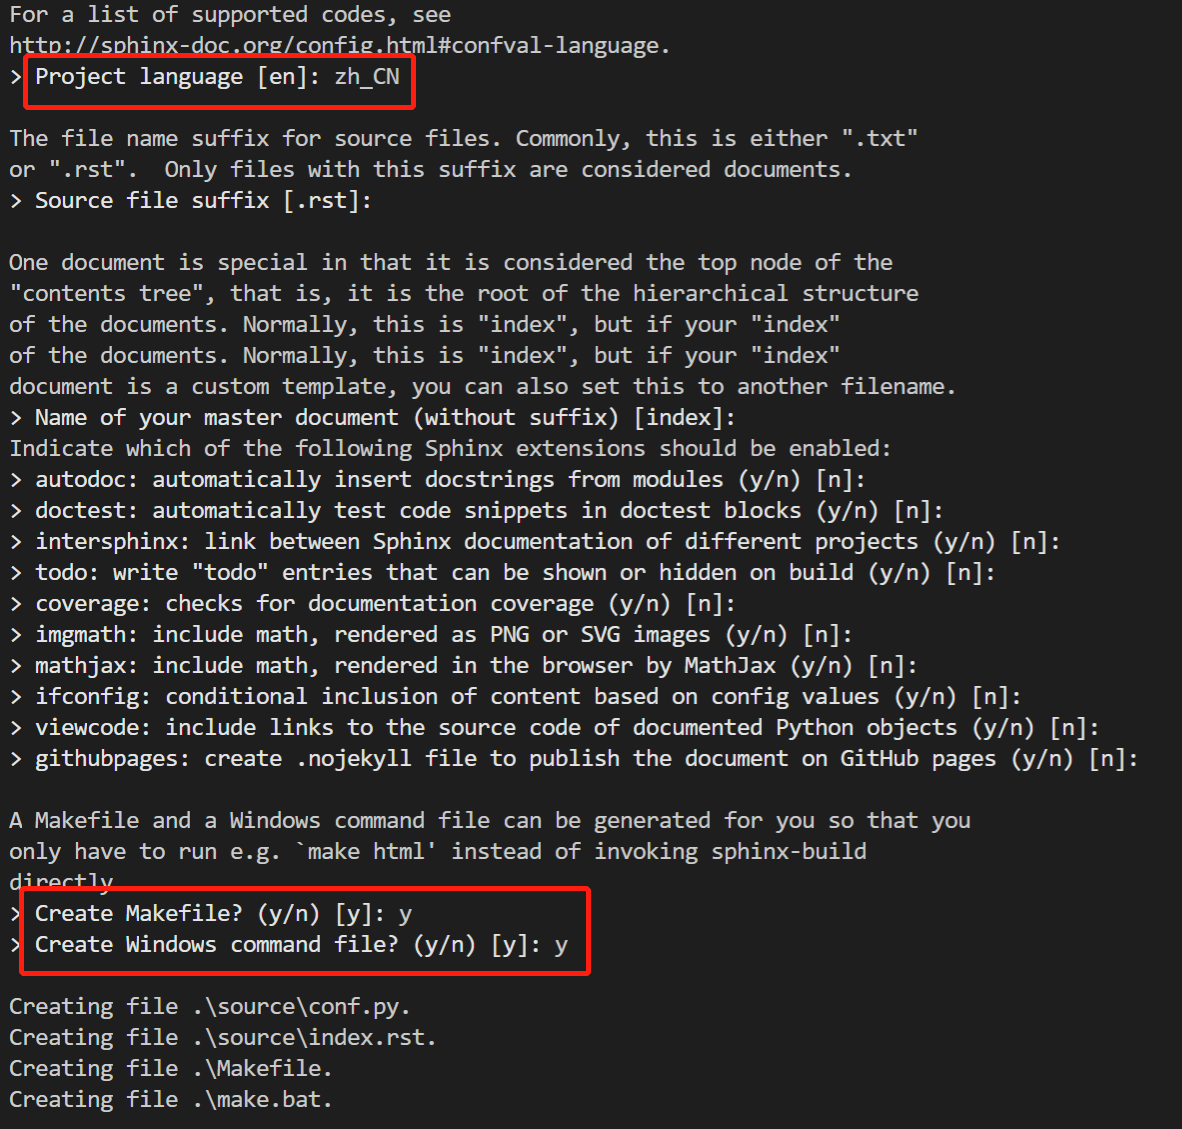 For a list of supported codes, see
http://sphinx-doc.org/config.html#confval-language.
> Project language [en]: zh_CN
The file name suffix for source files. Commonly, this is either ".txt"
or ".rst".  Only files with this suffix are considered documents.
> Source file suffix [.rst]:
One document is special in that it is considered the top node of the
"contents tree", that is, it is the root of the hierarchical structure
of the documents. Normally, this is "index", but if your "index"
of the documents. Normally, this is "index", but if your "index"
document is a custom template, you can also set this to another filename.
> Name of your master document (without suffix) [index]:
Indicate which of the following Sphinx extensions should be enabled:
> autodoc: automatically insert docstrings from modules (y/n) [n]:
> doctest: automatically test code snippets in doctest blocks (y/n) [n]:
> intersphinx: link between Sphinx documentation of different projects (y/n) [n]:
> todo: write "todo" entries that can be shown or hidden on build (y/n) [n]:
> coverage: checks for documentation coverage (y/n) [n]:
> imgmath: include math, rendered as PNG or SVG images (y/n) [n]:
> mathjax: include math, rendered in the browser by MathJax (y/n) [n]:
> ifconfig: conditional inclusion of content based on config values (y/n) [n]:
> viewcode: include links to the source code of documented Python objects (y/n) [n]:
> githubpages: create .nojekyll file to publish the document on GitHub pages (y/n) [n]:
A Makefile and a Windows command file can be generated for you so that you
only have to run e.g. `make html' instead of invoking sphinx-build
directly
> Create Makefile? (y/n) [y]: y
> Create Windows command file? (y/n) [y]: y
Creating file .\source\conf.py.
Creating file .\source\index.rst.
Creating file .\Makefile.
Creating file .\make.bat.